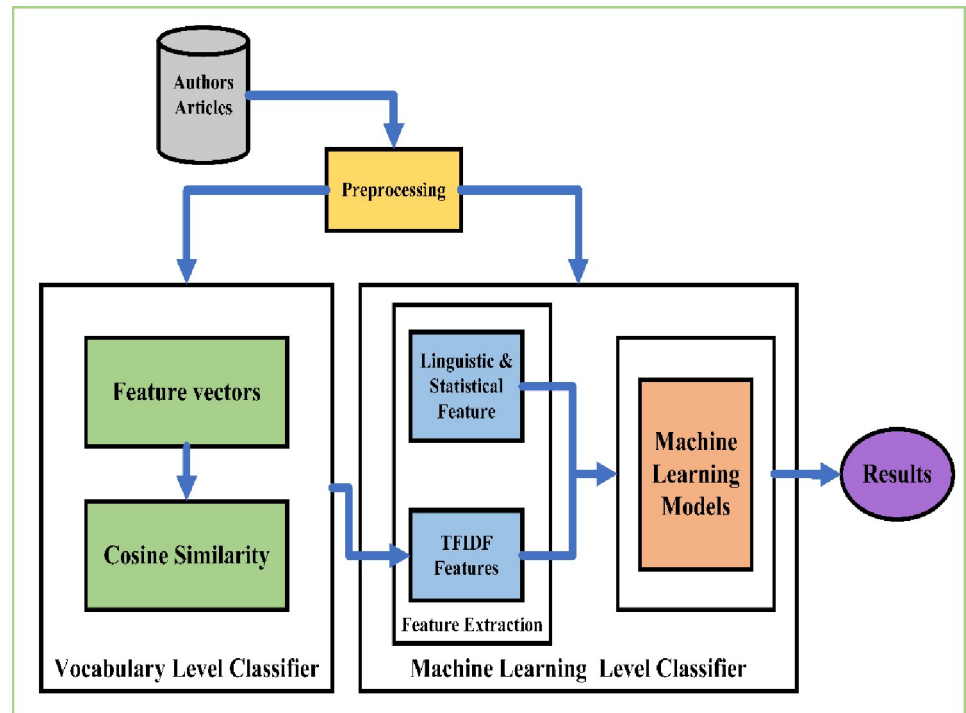 Authors
Articles
Preprocessing
Feature vectors
Cosine Similarity
Vocabulary Level Classifier
Linguistic &
Statistical
Feature
TFIDF
Features
Feature Extraction
Machine
Learning
Models
Machine Learning Level Classifier
Results